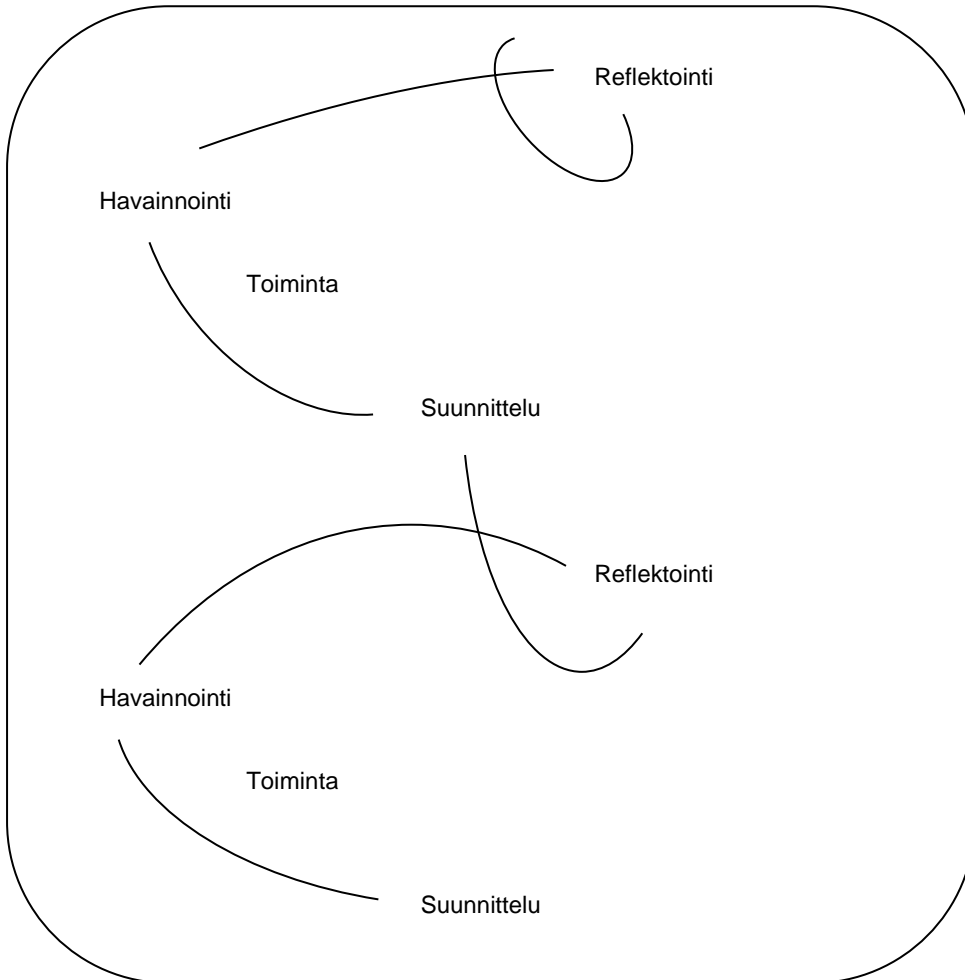 Reflektointi
Havainnointi
Toiminta
Suunnittelu
Reflektointi
Havainnointi
Toiminta
Suunnittelu